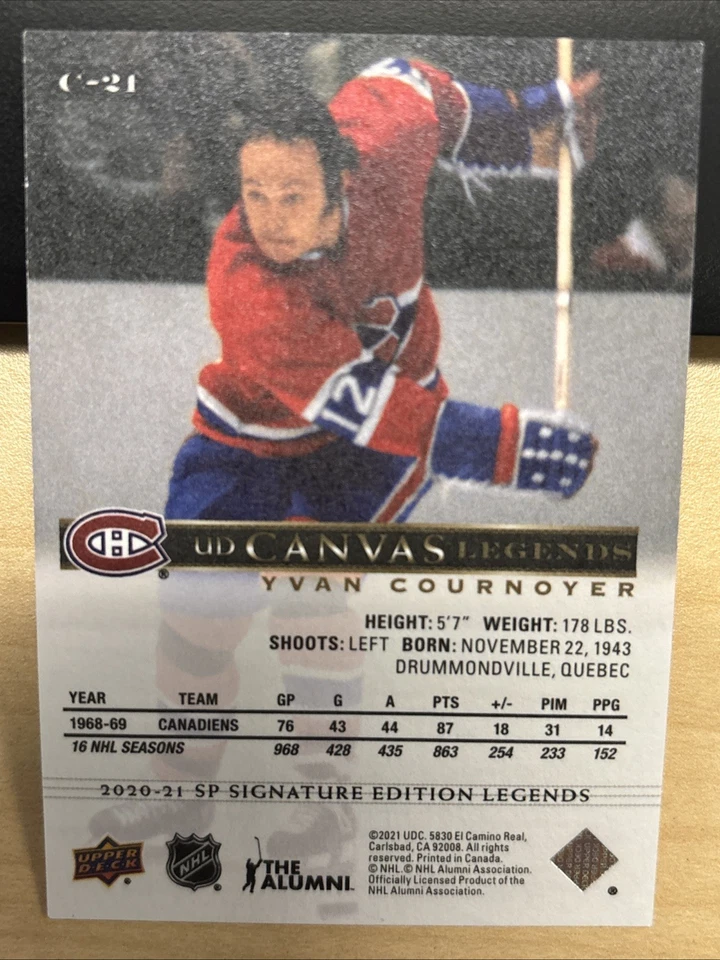 C-21
12
UD CANVAS LEGENDS
YVAN COURNOYER
HEIGHT: 5'7" WEIGHT: 178 LBS.
SHOOTS: LEFT BORN: NOVEMBER 22, 1943
DRUMMONDVILLE, QUEBEC
YEAR TEAM GP G A PTS +/- PIM PPG
1968-69 CANADIENS 76 43 44 87 18 31 14
16 NHL SEASONS 968 428 435 863 254 233 152
2020-21 SP SIGNATURE EDITION LEGENDS
UPPER
D·E·C·K
NHL
THE
ALUMNI
©2021 UDC. 5830 El Camino Real,
Carlsbad, CA 92008. All rights
reserved. Printed in Canada.
© NHL. © NHL Alumni Association.
Officially Licensed Product of the
NHL Alumni Association.